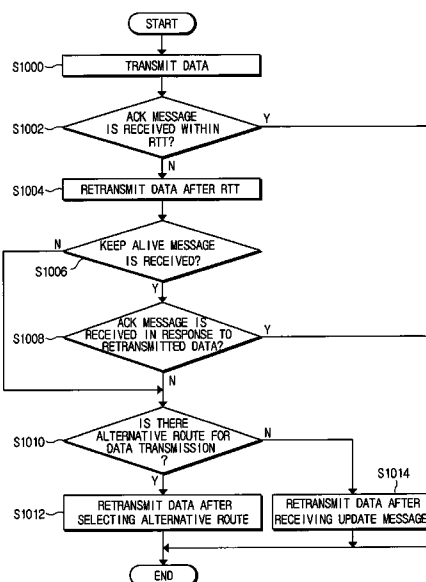 START
S1000
TRANSMIT DATA
S1002
ACK MESSAGE
IS RECEIVED WITHIN
RTT?
Y
N
S1004
RETRANSMIT DATA AFTER RTT
N
KEEP ALIVE MESSAGE
IS RECEIVED?
S1006
Y
S1008
ACK MESSAGE IS
RECEIVED IN RESPONSE TO
RETRANSMITTED DATA?
Y
N
S1010
IS THERE
ALTERNATIVE ROUTE FOR
DATA TRANSMISSION
?
N
Y
S1014
S1012
RETRANSMIT DATA AFTER
SELECTING ALTERNATIVE ROUTE
RETRANSMIT DATA AFTER
RECEIVING UPDATE MESSAGE
END